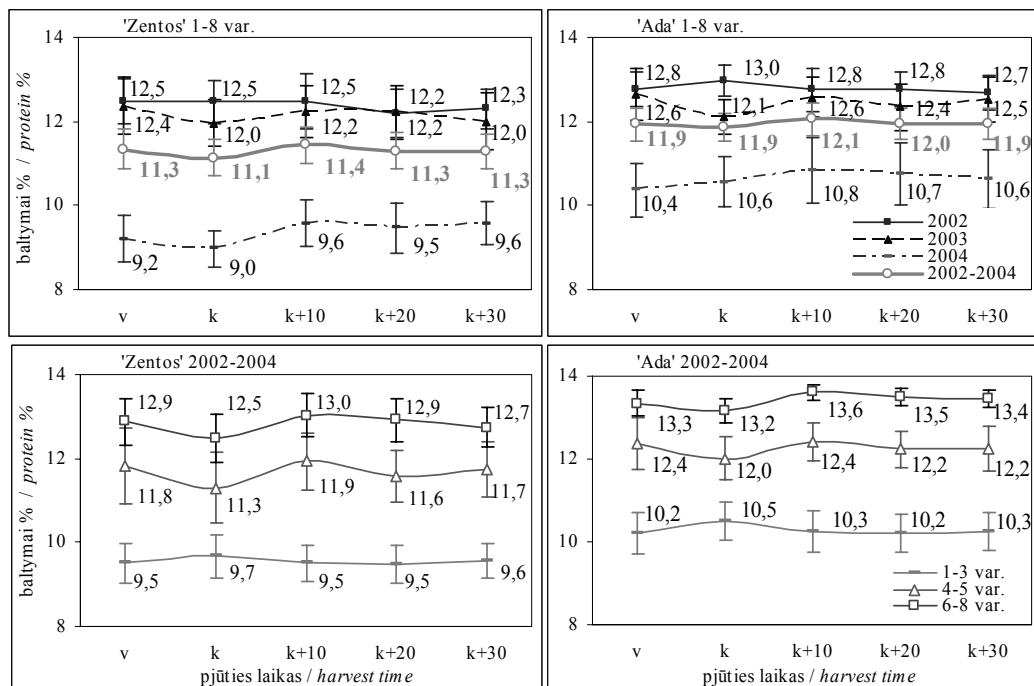 'Zentos' 1-8 var.
14
12
10
8
baltymai % / protein %
12,5 12,5 12,5 12,2 12,3
12,4 12,0 12,2 12,2 12,0
11,3 11,1 11,4 11,3 11,3
9,2 9,0 9,6 9,5 9,6
v k k+10 k+20 k+30
'Ada' 1-8 var.
14
12
10
8
12,8 13,0 12,8 12,8 12,7
12,6 12,1 12,6 12,4 12,5
11,9 11,9 12,1 12,0 11,9
10,4 10,6 10,8 10,7 10,6
2002
2003
2004
2002-2004
v k k+10 k+20 k+30
'Zentos' 2002-2004
14
12
10
8
baltymai % / protein %
12,9 12,5 13,0 12,9 12,7
11,8 11,3 11,9 11,6 11,7
9,5 9,7 9,5 9,5 9,6
v k k+10 k+20 k+30
pjūties laikas / harvest time
'Ada' 2002-2004
14
12
10
8
13,3 13,2 13,6 13,5 13,4
12,4 12,0 12,4 12,2 12,2
10,2 10,5 10,3 10,2 10,3
1-3 var.
4-5 var.
6-8 var.
v k k+10 k+20 k+30
pjūties laikas / harvest time